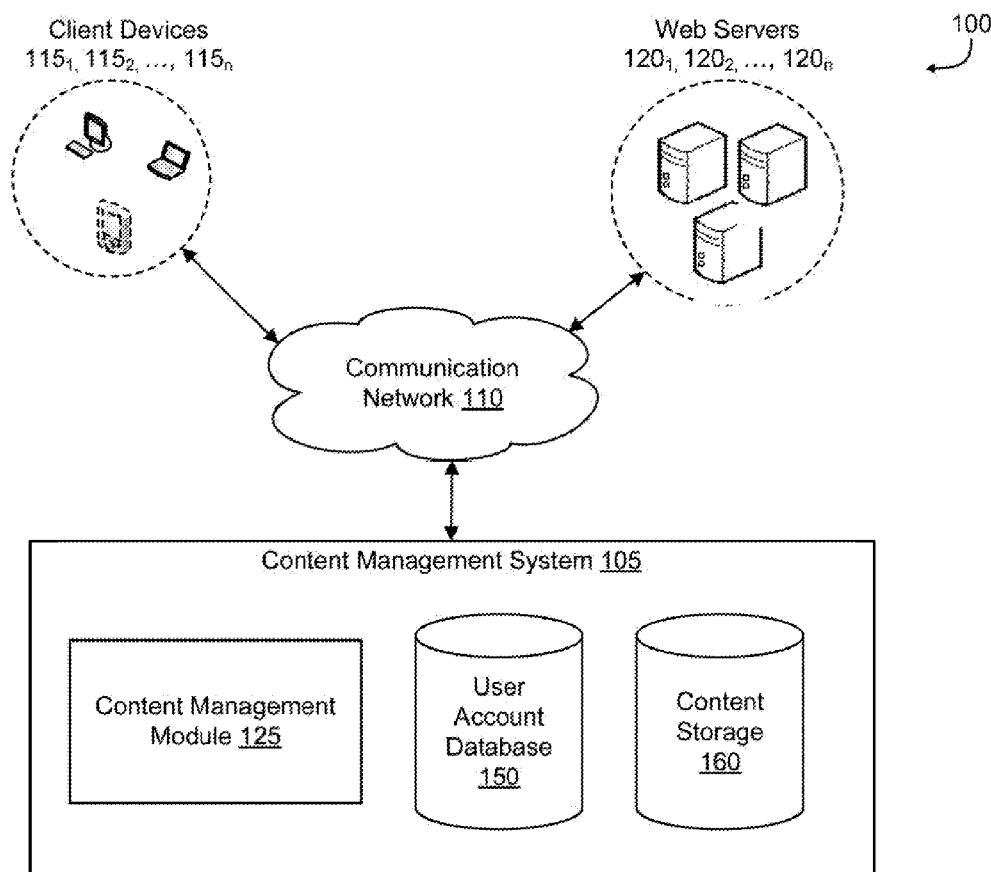 Client Devices
115₁, 115₂, ..., 115ₙ
Web Servers
120₁, 120₂, ..., 120ₙ
100
Communication
Network 110
Content Management System 105
Content Management
Module 125
User
Account
Database
150
Content
Storage
160